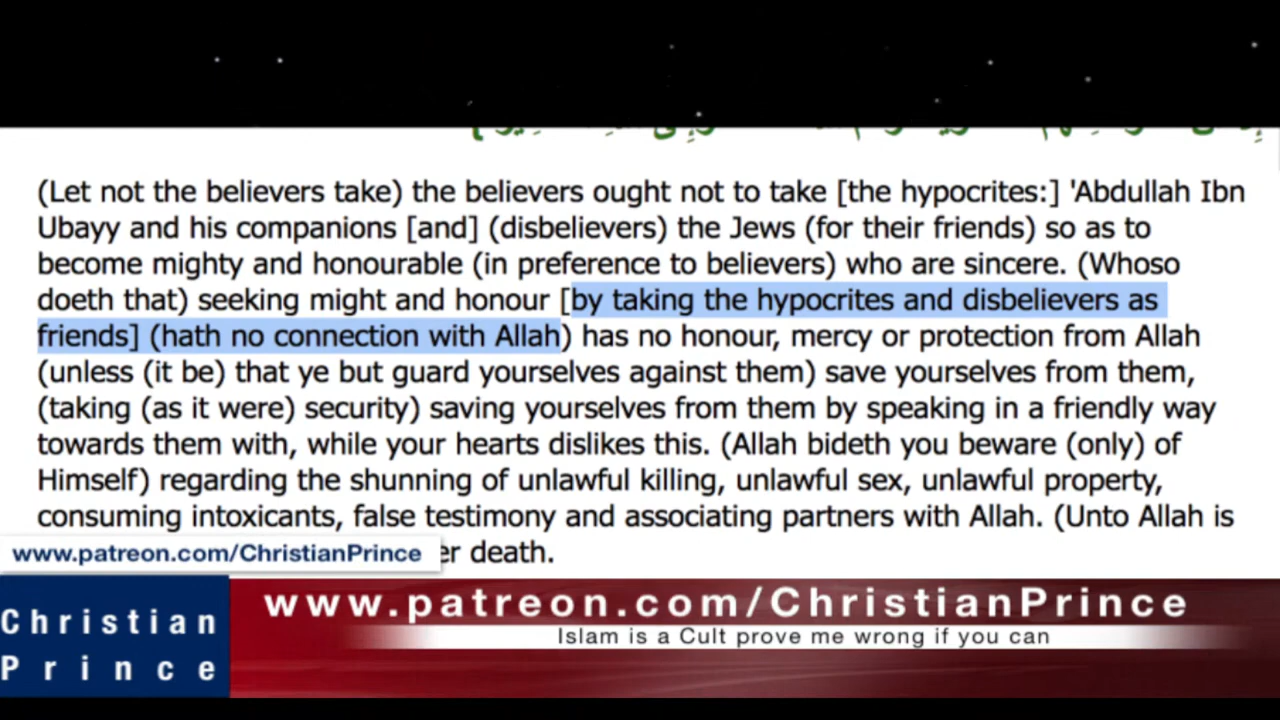 (Let not the believers take) the believers ought not to take [the hypocrites:] 'Abdullah Ibn
Ubayy and his companions [and] (disbelievers) the Jews (for their friends) so as to
become mighty and honourable (in preference to believers) who are sincere. (Whoso
doeth that) seeking might and honour [by taking the hypocrites and disbelievers as
friends] (hath no connection with Allah) has no honour, mercy or protection from Allah
(unless (it be) that ye but guard yourselves against them) save yourselves from them,
(taking (as it were) security) saving yourselves from them by speaking in a friendly way
towards them with, while your hearts dislikes this. (Allah bideth you beware (only) of
Himself) regarding the shunning of unlawful killing, unlawful sex, unlawful property,
consuming intoxicants, false testimony and associating partners with Allah. (Unto Allah is
er death.
www.patreon.com/ChristianPrince
Christian
Prince
www.patreon.com/ChristianPrince
Islam is a Cult prove me wrong if you can